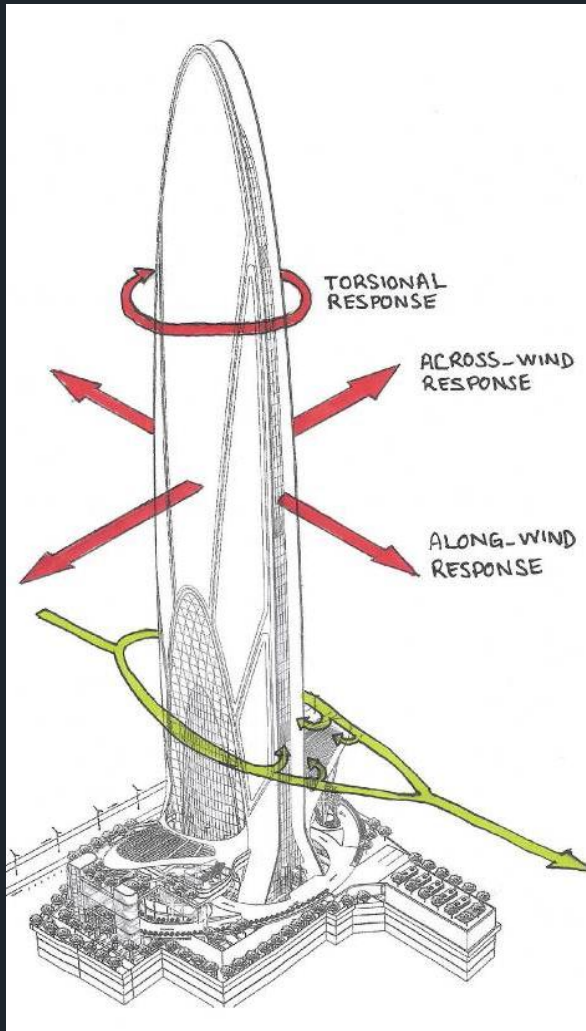 TORSIONAL
RESPONSE
ACROSS-WIND
RESPONSE
ALONG-WIND
RESPONSE